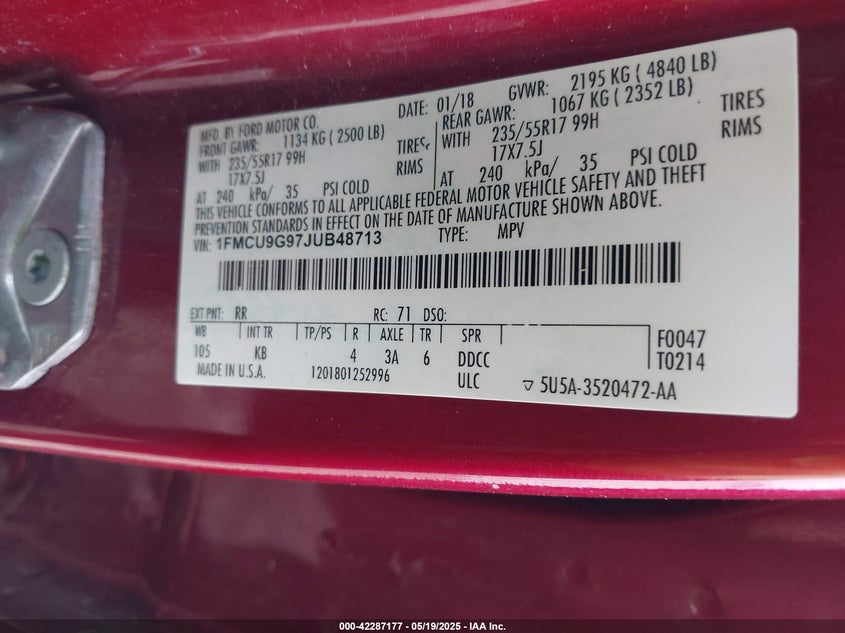 MFD. BY FORD MOTOR CO. DATE: 01/18 GVWR: 2195 KG ( 4840 LB)
FRONT GAWR: 1134 KG ( 2500 LB) REAR GAWR: 1067 KG ( 2352 LB)
WITH 235/55R17 99H TIRES WITH 235/55R17 99H TIRES
17X7.5J RIMS 17X7.5J RIMS
AT 240 kPa/ 35 PSI COLD AT 240 kPa/ 35 PSI COLD
THIS VEHICLE CONFORMS TO ALL APPLICABLE FEDERAL MOTOR VEHICLE SAFETY AND THEFT
PREVENTION STANDARDS IN EFFECT ON THE DATE OF MANUFACTURE SHOWN ABOVE.
VIN: 1FMCU9G97JUB48713 TYPE: MPV
EXT PNT: RR RC: 71 DSO:
WB INT TR TP/PS R AXLE TR SPR F0047
105 KB 4 3A 6 DDCC T0214
MADE IN U.S.A. 1201801252996 ULC ▽ 5U5A-3520472-AA
000-42287177 - 05/19/2025 - IAA Inc.